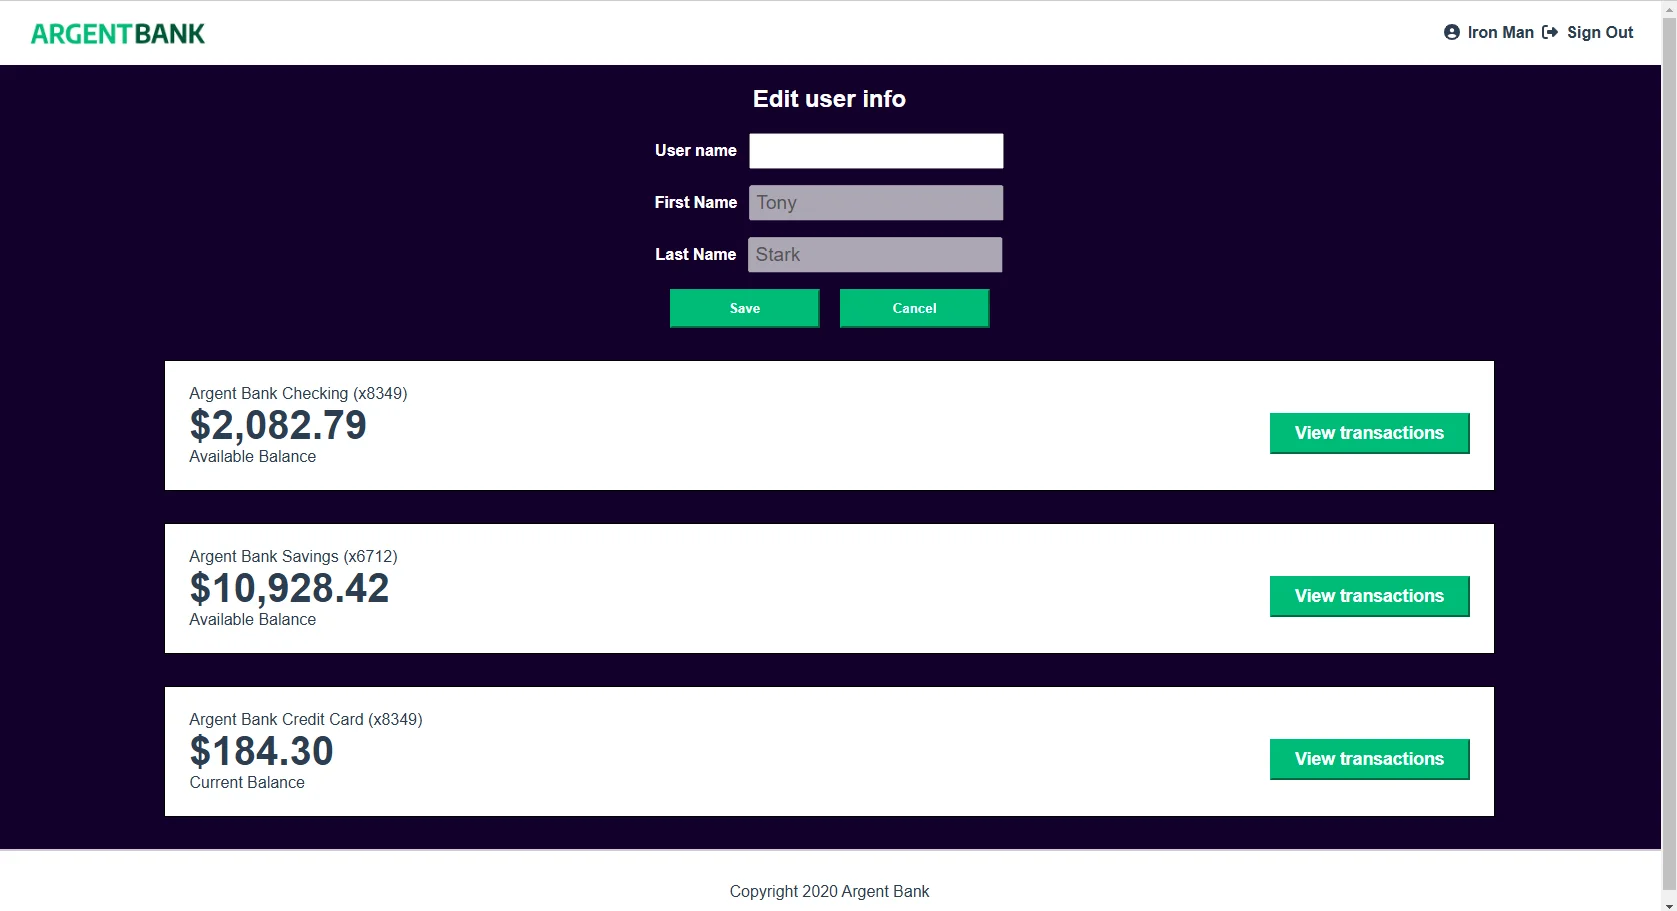 ARGENTBANK
Iron Man Sign Out
Edit user info
User name
First Name Tony
Last Name Stark
Save Cancel
Argent Bank Checking (x8349)
$2,082.79
Available Balance
View transactions
Argent Bank Savings (x6712)
$10,928.42
Available Balance
View transactions
Argent Bank Credit Card (x8349)
$184.30
Current Balance
View transactions
Copyright 2020 Argent Bank